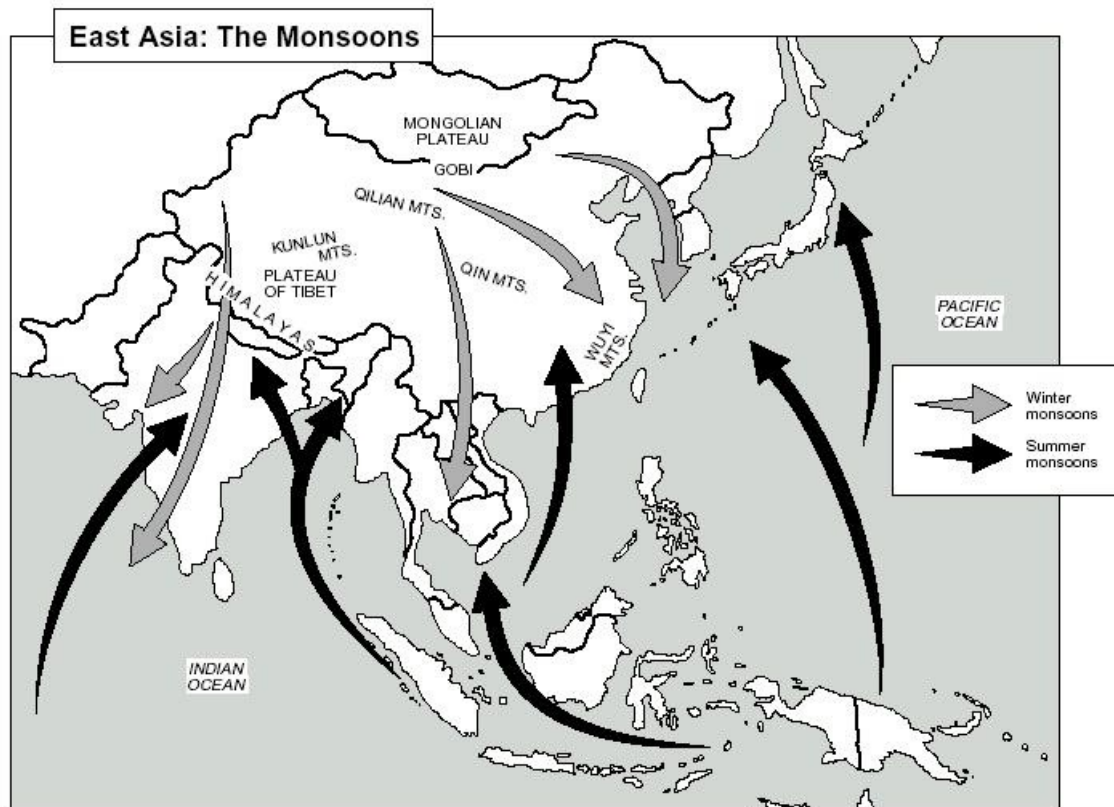 East Asia: The Monsoons
MONGOLIAN
PLATEAU
GOBI
QILIAN MTS.
KUNLUN
MTS.
PLATEAU
OF TIBET
QIN MTS.
HIMALAYAS
WUYI
MTS.
PACIFIC
OCEAN
Winter
monsoons
Summer
monsoons
INDIAN
OCEAN